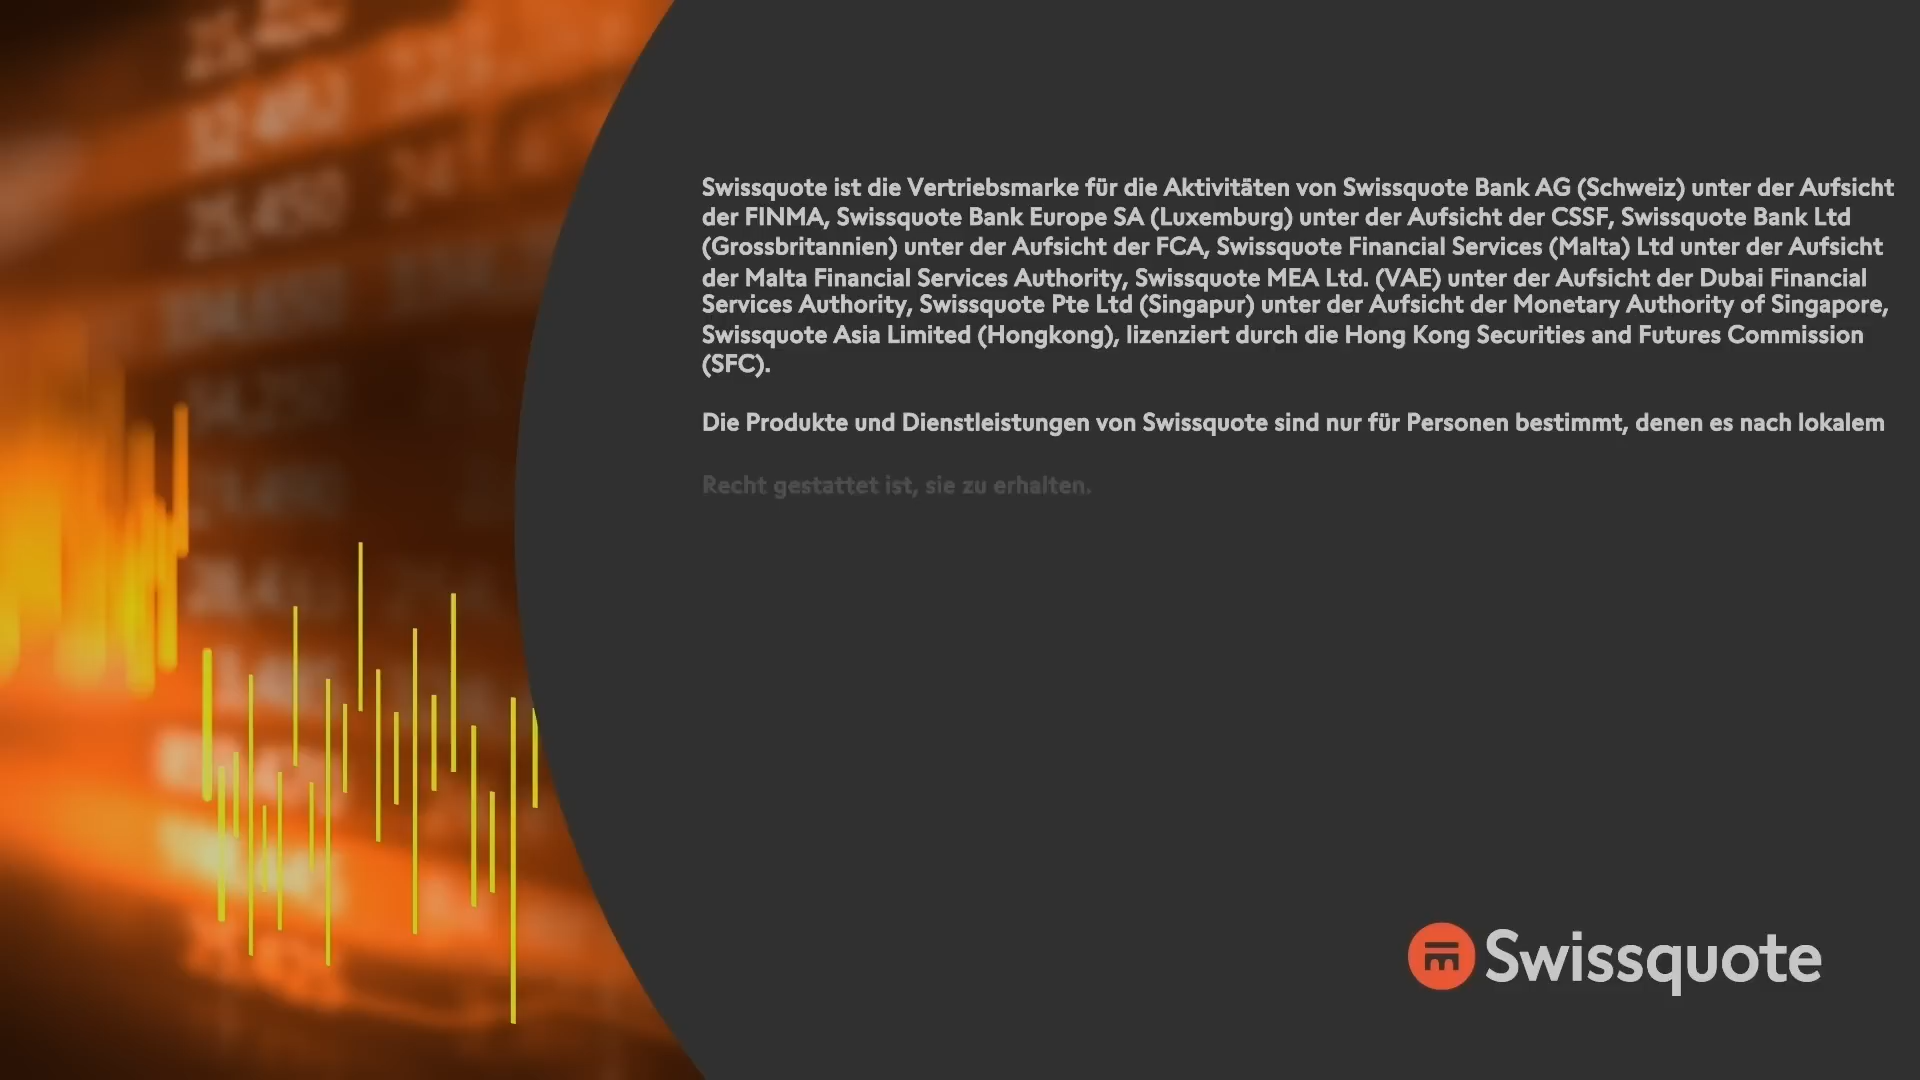 Swissquote ist die Vertriebsmarke für die Aktivitäten von Swissquote Bank AG (Schweiz) unter der Aufsicht
der FINMA, Swissquote Bank Europe SA (Luxemburg) unter der Aufsicht der CSSF, Swissquote Bank Ltd
(Grossbritannien) unter der Aufsicht der FCA, Swissquote Financial Services (Malta) Ltd unter der Aufsicht
der Malta Financial Services Authority, Swissquote MEA Ltd. (VAE) unter der Aufsicht der Dubai Financial
Services Authority, Swissquote Pte Ltd (Singapur) unter der Aufsicht der Monetary Authority of Singapore,
Swissquote Asia Limited (Hongkong), lizenziert durch die Hong Kong Securities and Futures Commission
(SFC).
Die Produkte und Dienstleistungen von Swissquote sind nur für Personen bestimmt, denen es nach lokalem
Recht gestattet ist, sie zu erhalten.
Swissquote